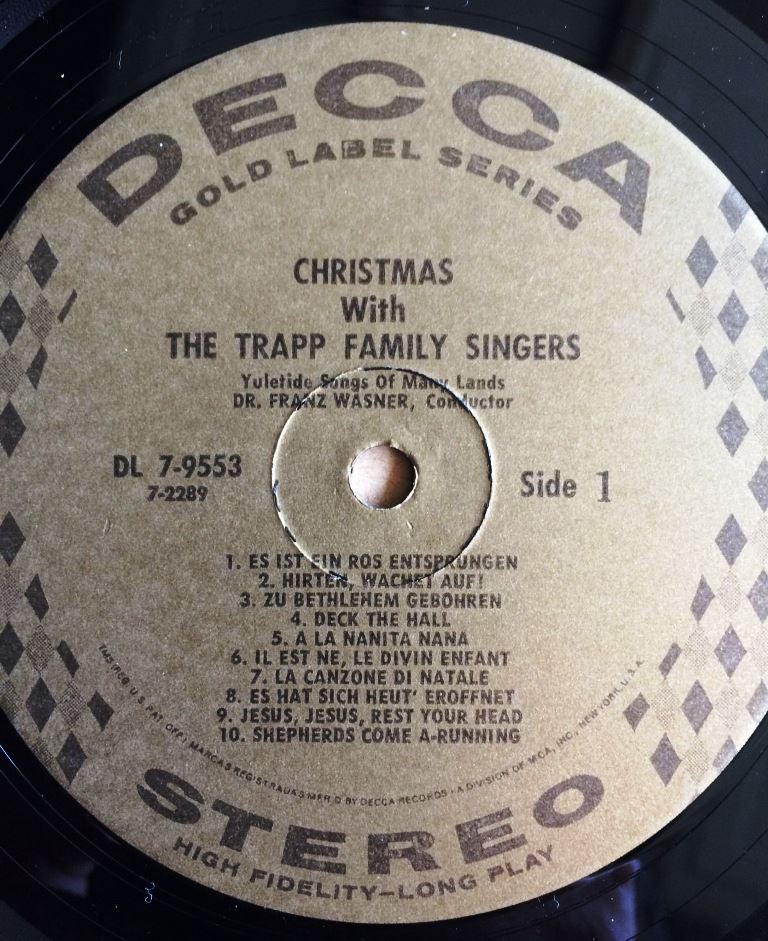 DECCA
GOLD LABEL SERIES
CHRISTMAS
With
THE TRAPP FAMILY SINGERS
Yuletide Songs Of Many Lands
DR. FRANZ WASNER, Conductor
DL 7-9553
7-2289
Side 1
1. ES IST EIN ROS ENTSPRUNGEN
2. HIRTEN, WACHET AUF!
3. ZU BETHLEHEM GEBOHREN
4. DECK THE HALL
5. A LA NANITA NANA
6. IL EST NE, LE DIVIN ENFANT
7. LA CANZONE DI NATALE
8. ES HAT SICH HEUT' EROFFNET
9. JESUS, JESUS, REST YOUR HEAD
10. SHEPHERDS COME A-RUNNING
U.S. PAT. OFF. MARCAS BY DECCA RECORDS • A DIVISION OF MCA, INC., NEW YORK, U.S.A.
STEREO
HIGH FIDELITY–LONG PLAY